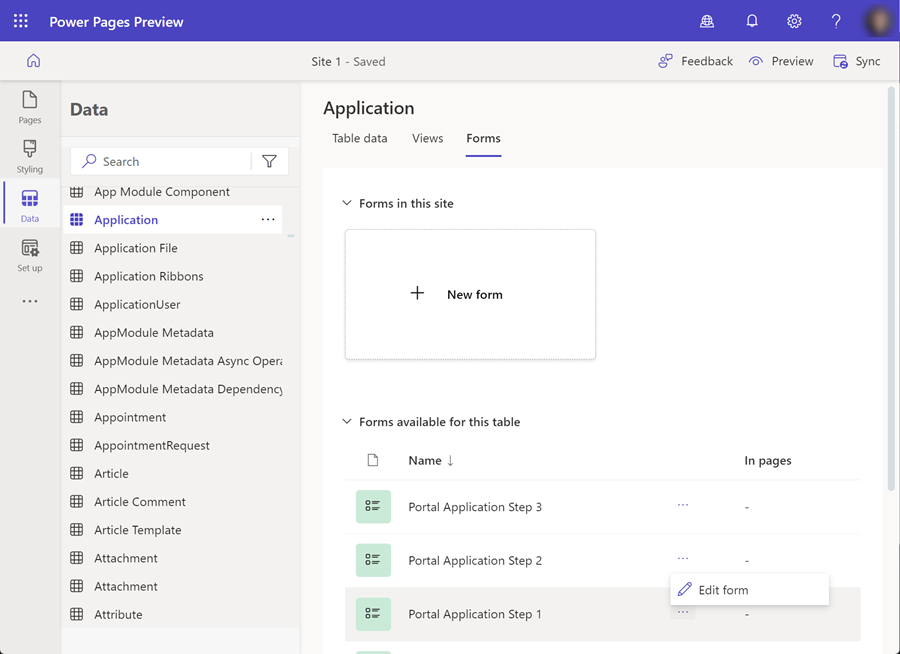 Power Pages Preview
?
Site 1 - Saved
Feedback
Preview
Sync
Pages
Styling
Data
Set up
Data
Search
App Module Component
Application
Application File
Application Ribbons
ApplicationUser
AppModule Metadata
AppModule Metadata Async Opera
AppModule Metadata Dependency
Appointment
AppointmentRequest
Article
Article Comment
Article Template
Attachment
Attachment
Attribute
Application
Table data Views Forms
Forms in this site
+ New form
Forms available for this table
Name ↓ In pages
Portal Application Step 3 ... -
Portal Application Step 2 ... -
Edit form
Portal Application Step 1 ... -